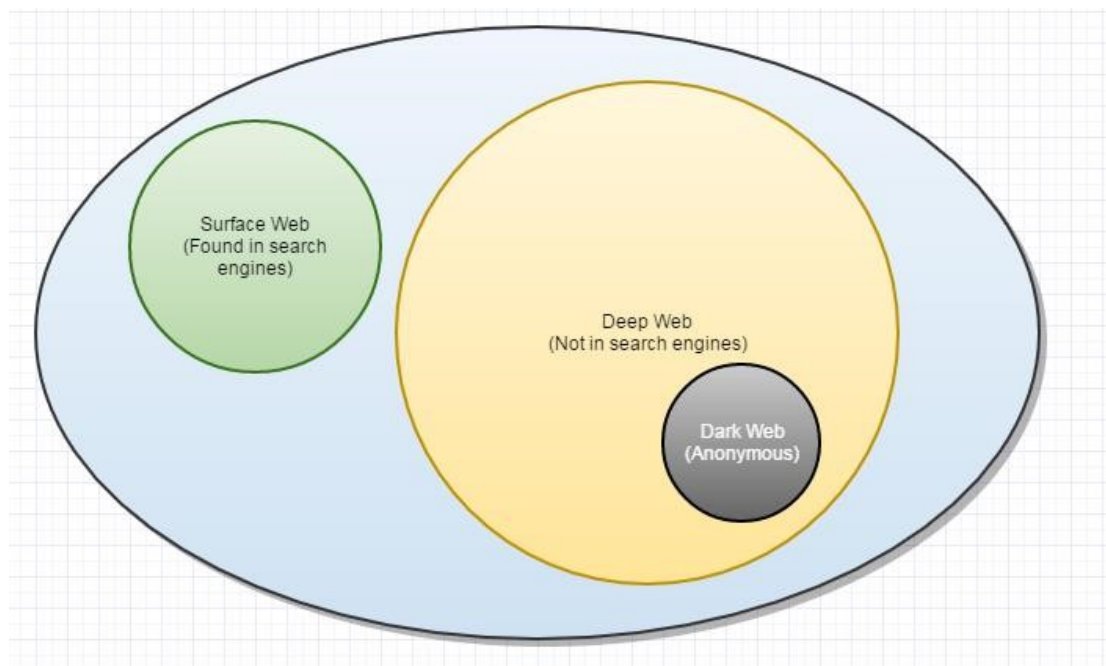 Surface Web
(Found in search
engines)
Deep Web
(Not in search engines)
Dark Web
(Anonymous)